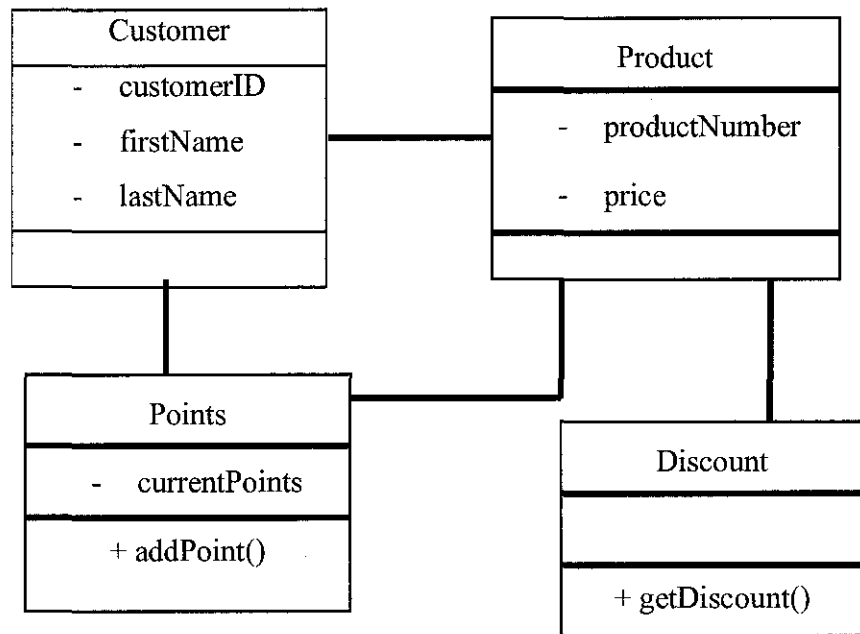 Customer
- customerID
- firstName
- lastName
Product
- productNumber
- price
Points
- currentPoints
+ addPoint()
Discount
+ getDiscount()